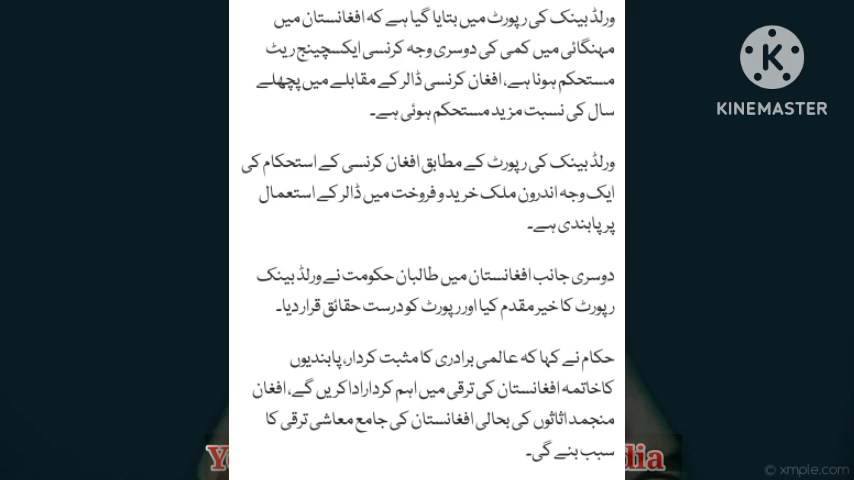 ورلڈ بینک کی رپورٹ میں بتایا گیا ہے کہ افغانستان میں
مہنگائی میں کمی کی دوسری وجہ کرنسی ایکسچینج ریٹ
مستحکم ہونا ہے، افغان کرنسی ڈالر کے مقابلے میں پچھلے
سال کی نسبت مزید مستحکم ہوئی ہے۔
ورلڈ بینک کی رپورٹ کے مطابق افغان کرنسی کے استحکام کی
ایک وجہ اندرون ملک خرید و فروخت میں ڈالر کے استعمال
پر پابندی ہے۔
دوسری جانب افغانستان میں طالبان حکومت نے ورلڈ بینک
رپورٹ کا خیر مقدم کیا اور رپورٹ کو درست حقائق قرار دیا۔
حکام نے کہا کہ عالمی برادری کا مثبت کردار، پابندیوں
کا خاتمہ افغانستان کی ترقی میں اہم کردار ادا کریں گے، افغان
منجمد اثاثوں کی بحالی افغانستان کی جامع معاشی ترقی کا
سبب بنے گی۔
KINEMASTER
© xmple.com